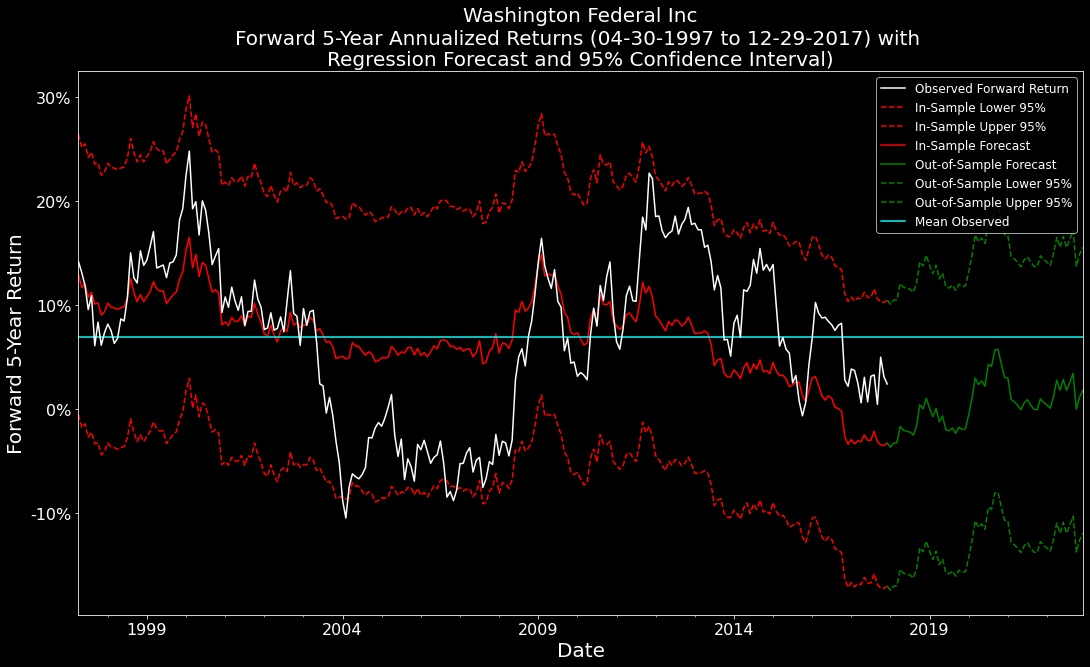 Washington Federal Inc
Forward 5-Year Annualized Returns (04-30-1997 to 12-29-2017) with
Regression Forecast and 95% Confidence Interval)
Observed Forward Return
In-Sample Lower 95%
In-Sample Upper 95%
In-Sample Forecast
Out-of-Sample Forecast
Out-of-Sample Lower 95%
Out-of-Sample Upper 95%
Mean Observed
Forward 5-Year Return
30%
20%
10%
0%
-10%
1999 2004 2009 2014 2019
Date